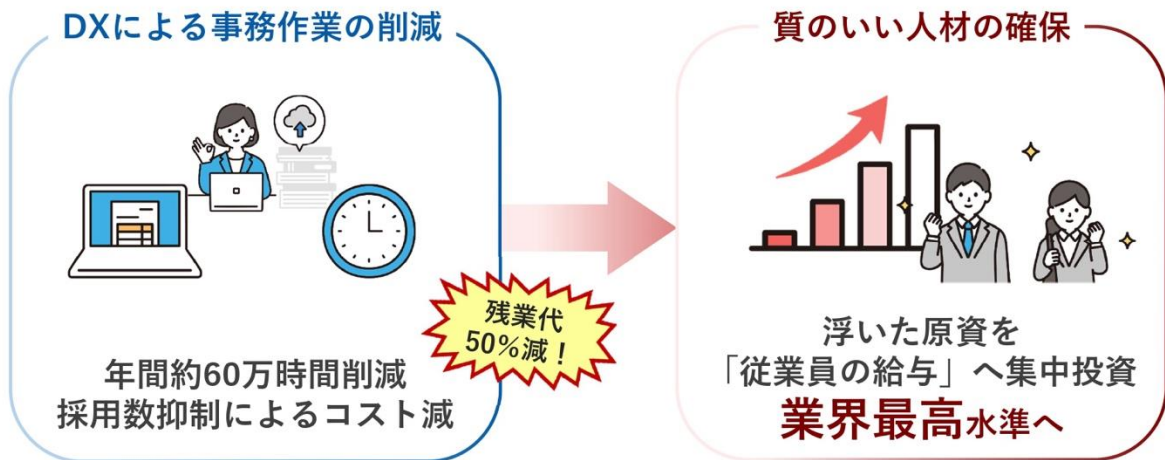 DXによる事務作業の削減
年間約60万時間削減
採用数抑制によるコスト減
残業代
50%減！
質のいい人材の確保
浮いた原資を
「従業員の給与」へ集中投資
業界最高水準へ